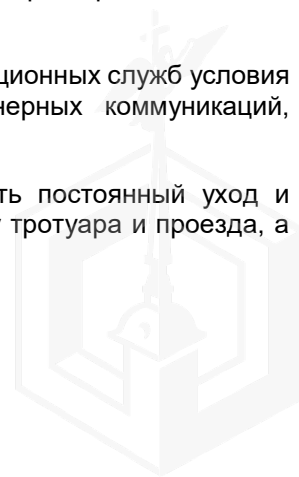 ционных служб условия
нерных коммуникаций,
ть постоянный уход и
тротуара и проезда, а